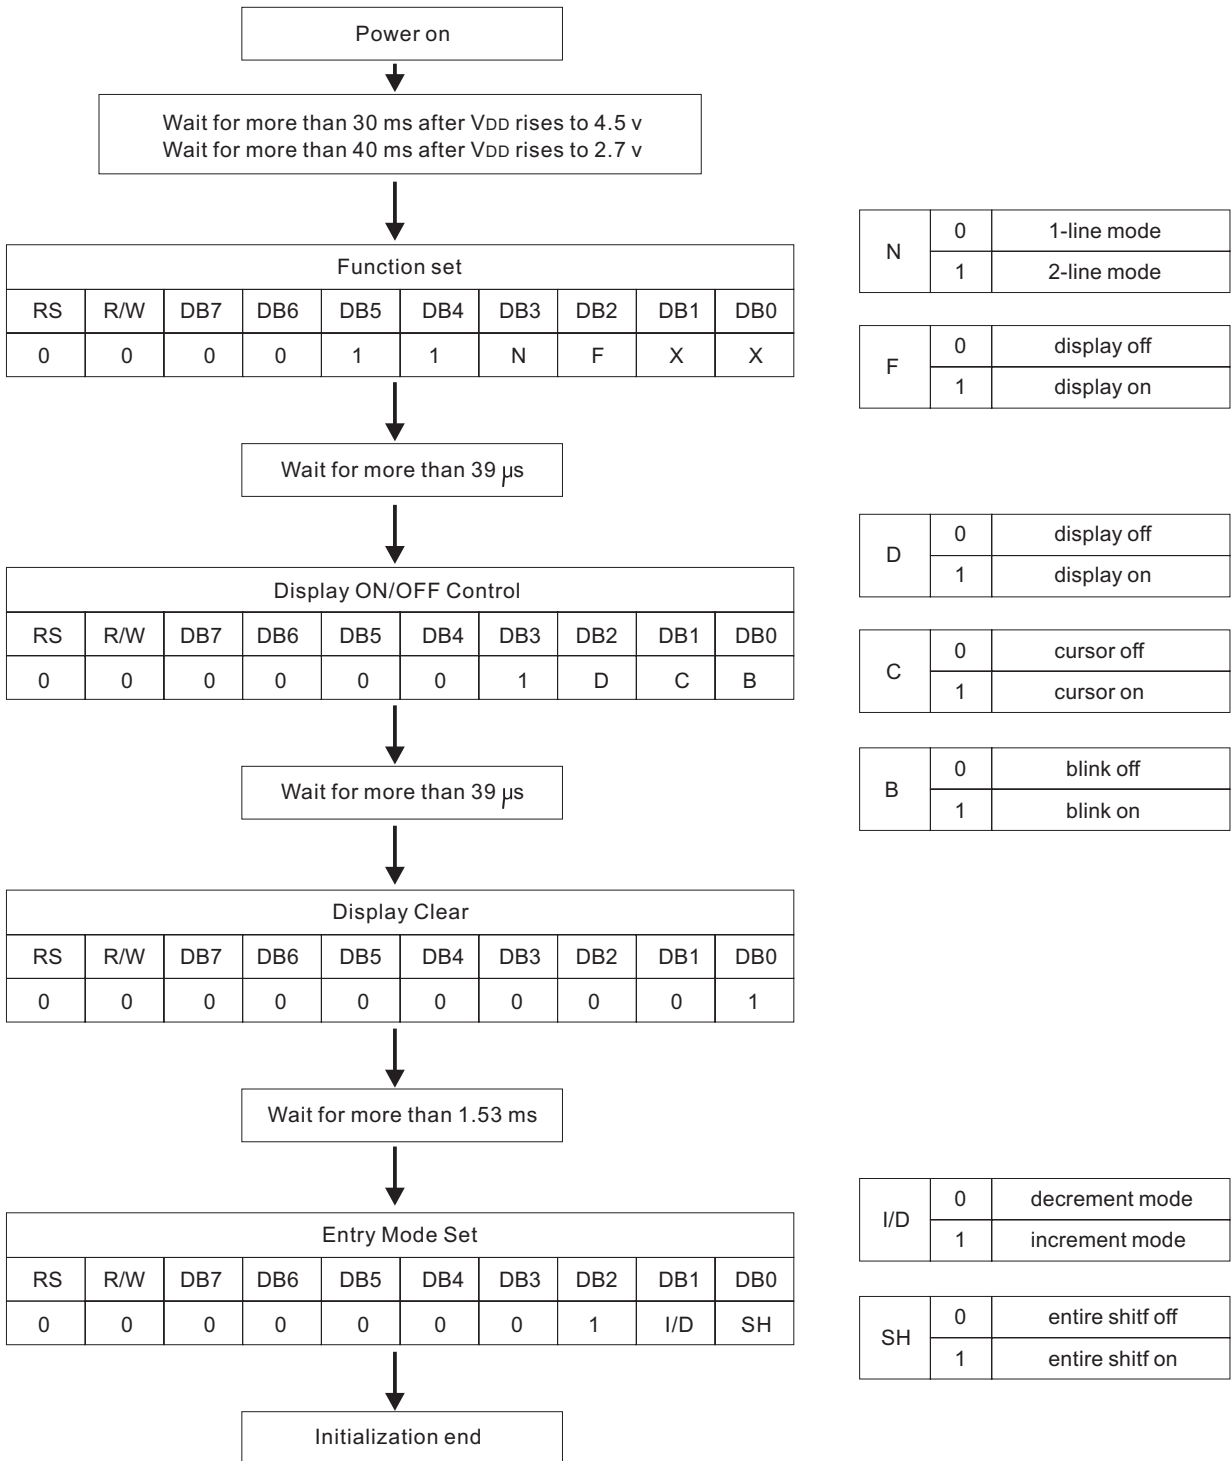 Power on
Wait for more than 30 ms after VDD rises to 4.5 v
Wait for more than 40 ms after VDD rises to 2.7 v
Function set
RS R/W DB7 DB6 DB5 DB4 DB3 DB2 DB1 DB0
0 0 0 0 1 1 N F X X
N 0 1-line mode
1 2-line mode
F 0 display off
1 display on
Wait for more than 39 µs
Display ON/OFF Control
RS R/W DB7 DB6 DB5 DB4 DB3 DB2 DB1 DB0
0 0 0 0 0 0 1 D C B
D 0 display off
1 display on
C 0 cursor off
1 cursor on
B 0 blink off
1 blink on
Wait for more than 39 µs
Display Clear
RS R/W DB7 DB6 DB5 DB4 DB3 DB2 DB1 DB0
0 0 0 0 0 0 0 0 0 1
Wait for more than 1.53 ms
Entry Mode Set
RS R/W DB7 DB6 DB5 DB4 DB3 DB2 DB1 DB0
0 0 0 0 0 0 0 1 I/D SH
I/D 0 decrement mode
1 increment mode
SH 0 entire shitf off
1 entire shitf on
Initialization end